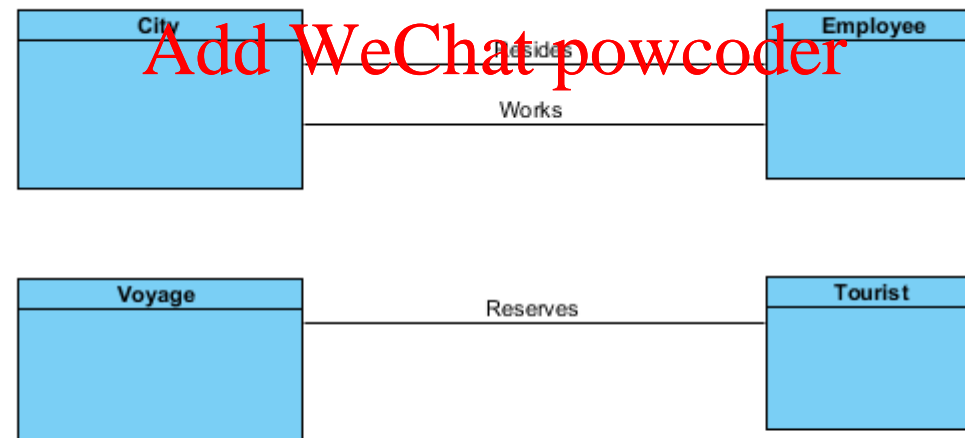 City
Employee
Add WeChat powcoder
Resides
Works
Voyage
Tourist
Reserves